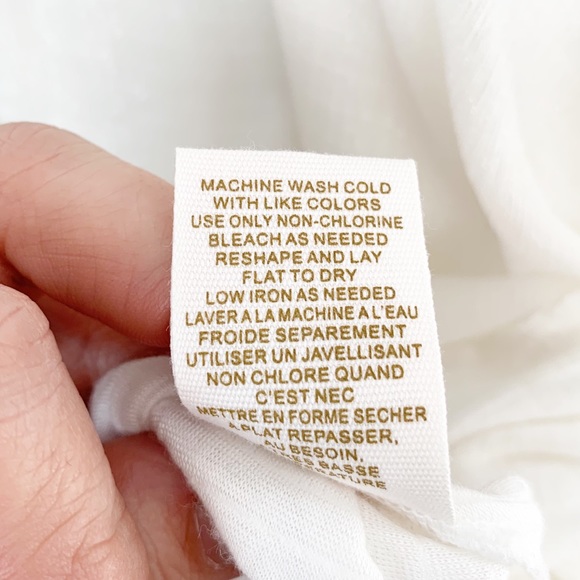 MACHINE WASH COLD
WITH LIKE COLORS
USE ONLY NON-CHLORINE
BLEACH AS NEEDED
RESHAPE AND LAY
FLAT TO DRY
LOW IRON AS NEEDED
LAVER A LA MACHINE A L'EAU
FROIDE SEPAREMENT
UTILISER UN JAVELLISANT
NON CHLORE QUAND
C'EST NEC
METTRE EN FORME SECHER
A PLAT REPASSER,
AU BESOIN,
BASSE